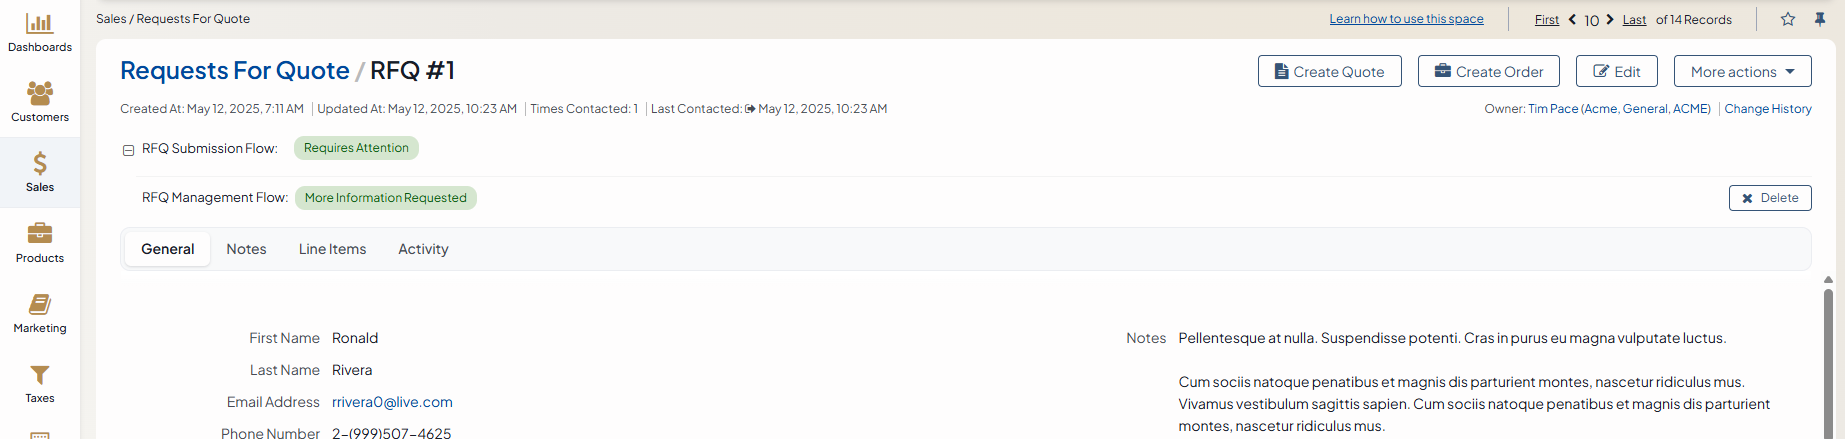 Dashboards
Customers
Sales
Products
Marketing
Taxes
Sales / Requests For Quote
Learn how to use this space
First 10 Last of 14 Records
Requests For Quote / RFQ #1
Create Quote
Create Order
Edit
More actions
Created At: May 12, 2025, 7:11 AM Updated At: May 12, 2025, 10:23 AM Times Contacted: 1 Last Contacted: May 12, 2025, 10:23 AM
Owner: Tim Pace (Acme, General, ACME) Change History
RFQ Submission Flow: Requires Attention
RFQ Management Flow: More Information Requested
Delete
General Notes Line Items Activity
First Name Ronald
Last Name Rivera
Email Address rrivera0@live.com
Phone Number 2-(999)507-4625
Notes Pellentesque at nulla. Suspendisse potenti. Cras in purus eu magna vulputate luctus.
Cum sociis natoque penatibus et magnis dis parturient montes, nascetur ridiculus mus.
Vivamus vestibulum sagittis sapien. Cum sociis natoque penatibus et magnis dis parturient
montes, nascetur ridiculus mus.